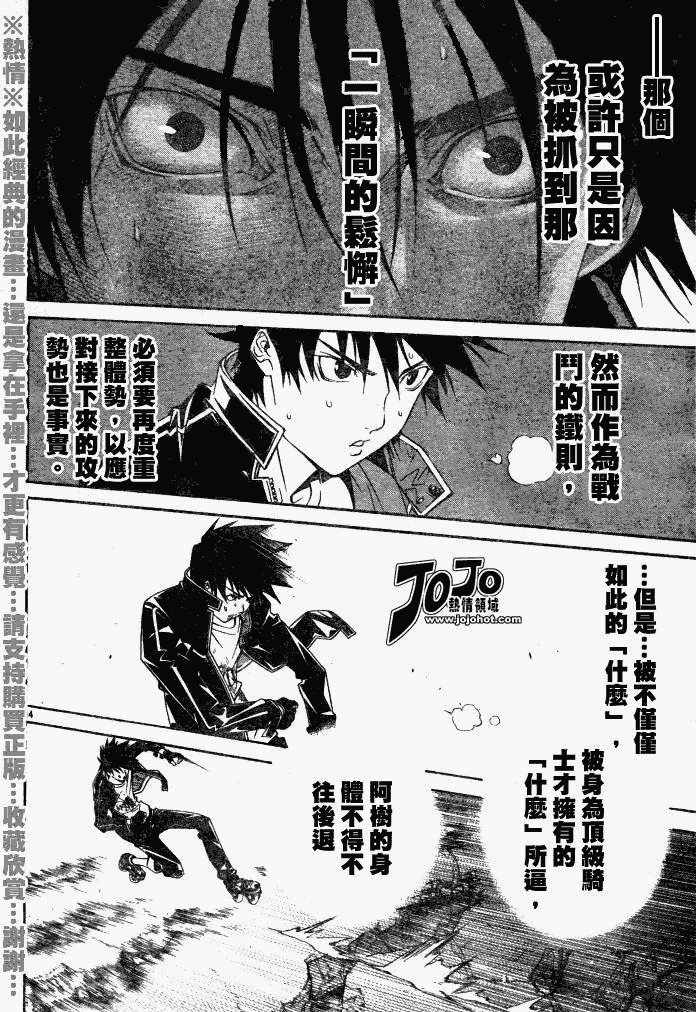 ——那個
或許只是因
為被抓到那
「一瞬間的鬆懈」
然而作為戰
鬥的鐵則，
必須要再度重
整體勢，以應
對接下來的攻
勢也是事實。
…但是…被不僅僅
如此的「什麼」，
被身為頂級騎
士才擁有的
「什麼」所逼，
阿樹的身
體不得不
往後退
JOJO
熱情領域
www.jojohot.com
4
※熱情※如此經典的漫畫…還是拿在手裡…才更有感覺…請支持購買正版…收藏欣賞…謝謝…